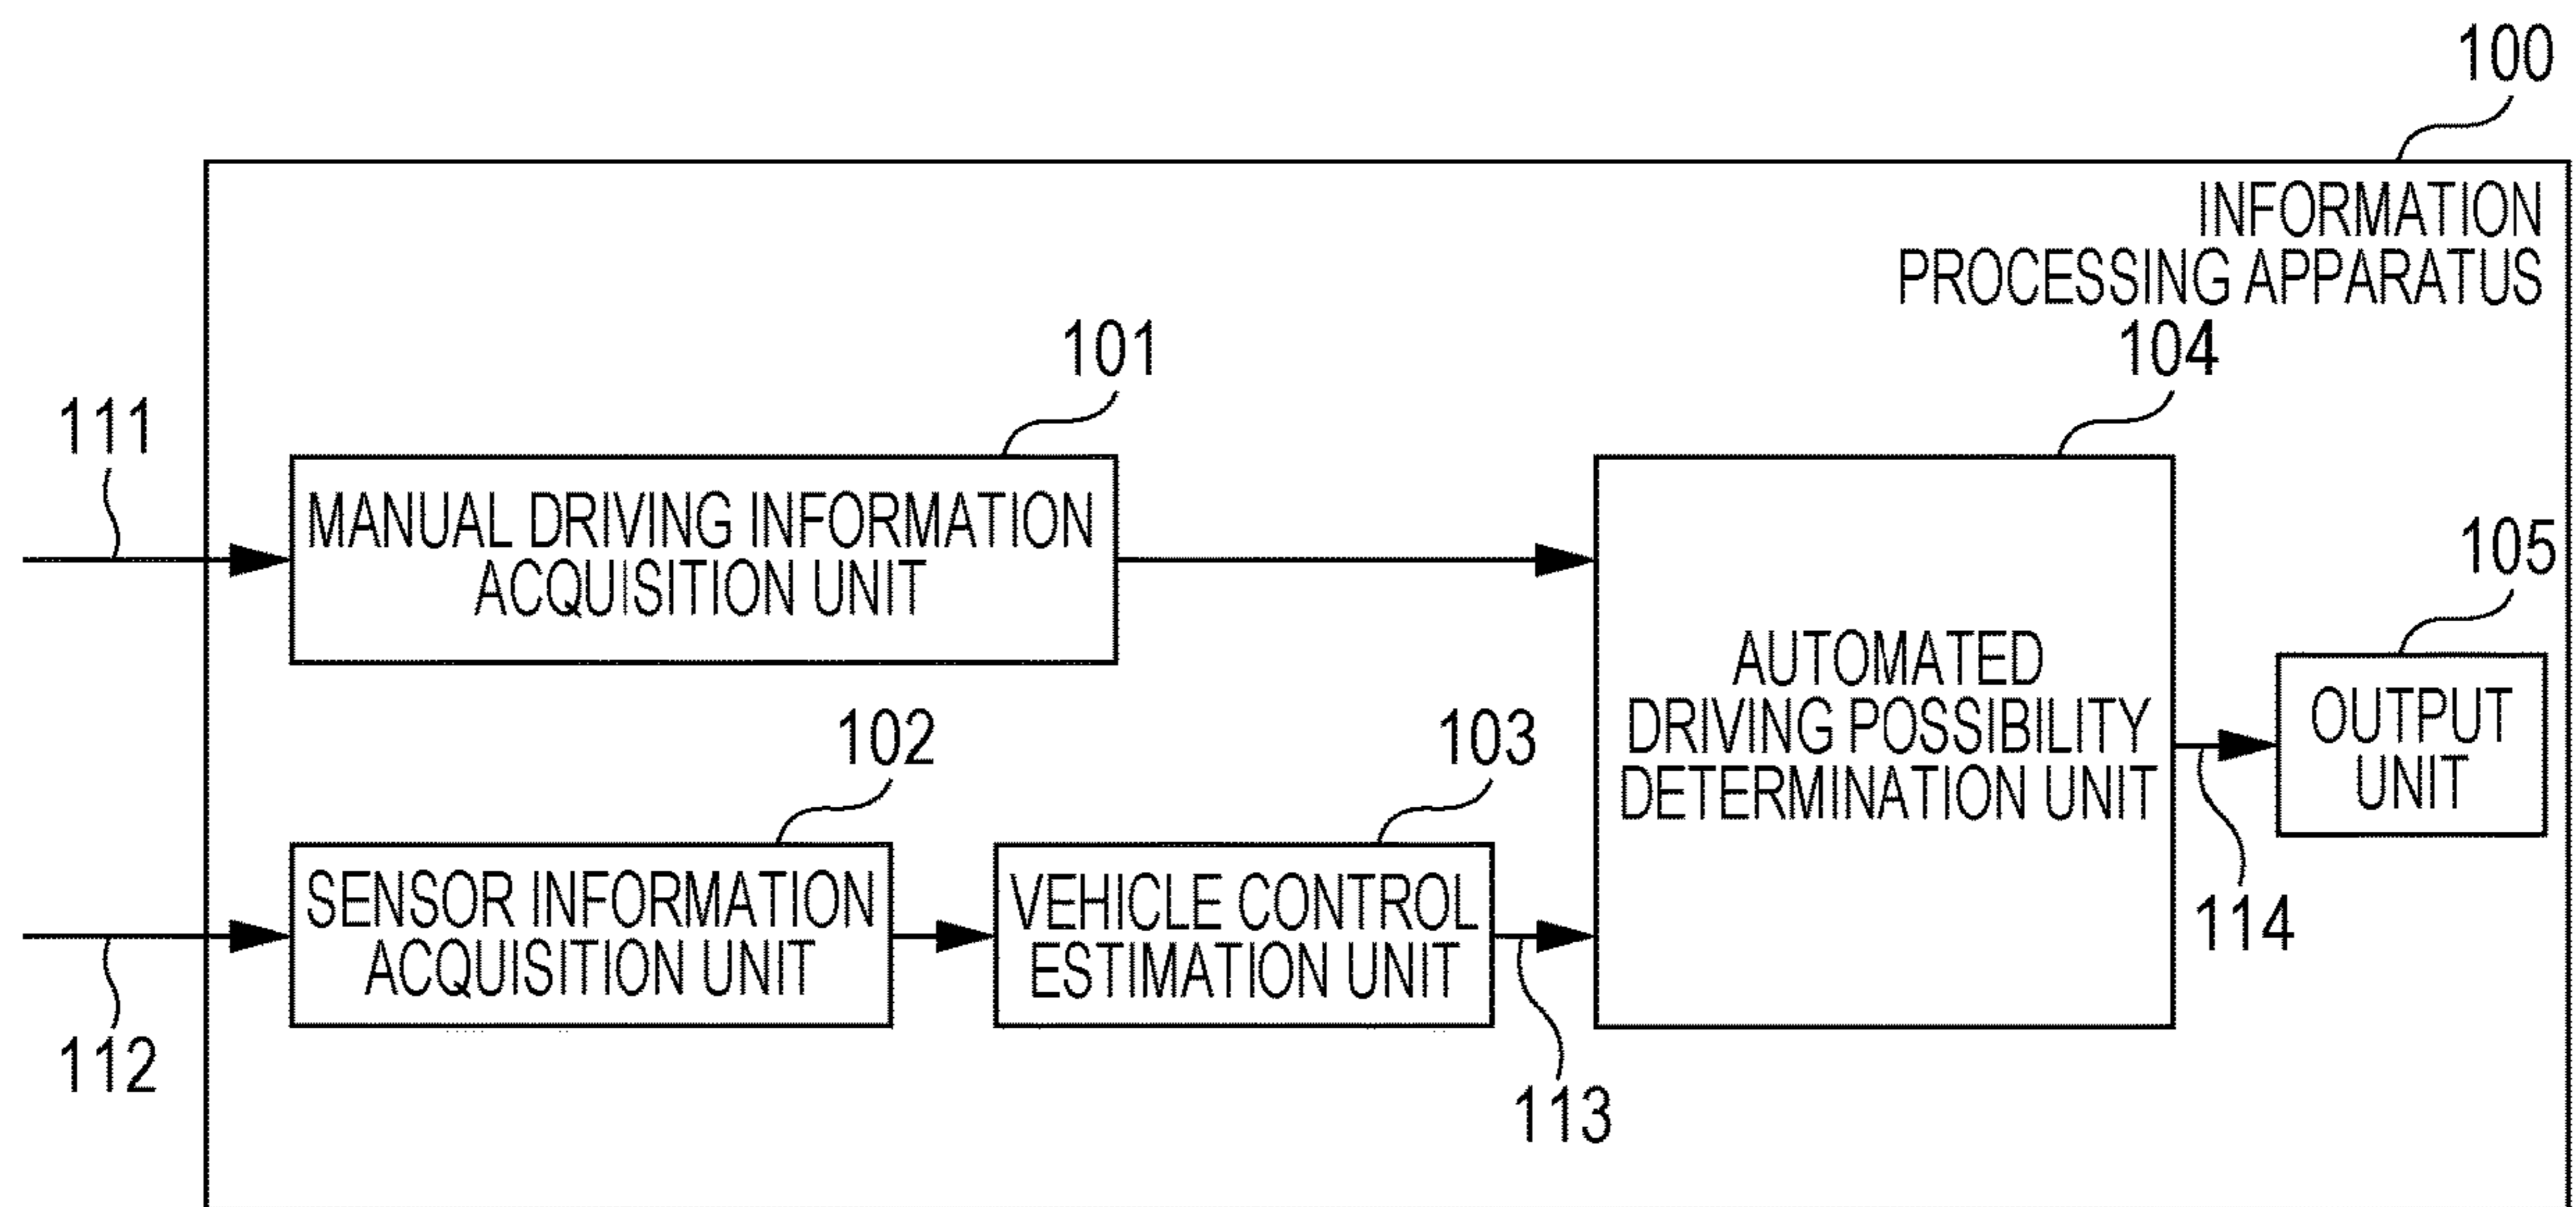 100
INFORMATION
PROCESSING APPARATUS
101
104
111
MANUAL DRIVING INFORMATION
ACQUISITION UNIT
105
AUTOMATED
DRIVING POSSIBILITY
DETERMINATION UNIT
OUTPUT
UNIT
102
103
SENSOR INFORMATION
ACQUISITION UNIT
VEHICLE CONTROL
ESTIMATION UNIT
114
112
113